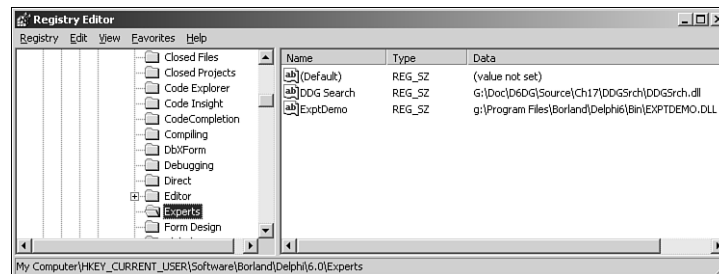 Registry Editor
Registry Edit View Favorites Help
Closed Files
Closed Projects
Code Explorer
Code Insight
CodeCompletion
Compiling
DbXForm
Debugging
Direct
Editor
Experts
Form Design
Name Type Data
ab (Default) REG_SZ (value not set)
ab DDG Search REG_SZ G:\Doc\D6DG\Source\Ch17\DDGSrch\DDGSrch.dll
ab ExptDemo REG_SZ g:\Program Files\Borland\Delphi6\Bin\EXPTDEMO.DLL
My Computer\HKEY_CURRENT_USER\Software\Borland\Delphi\6.0\Experts